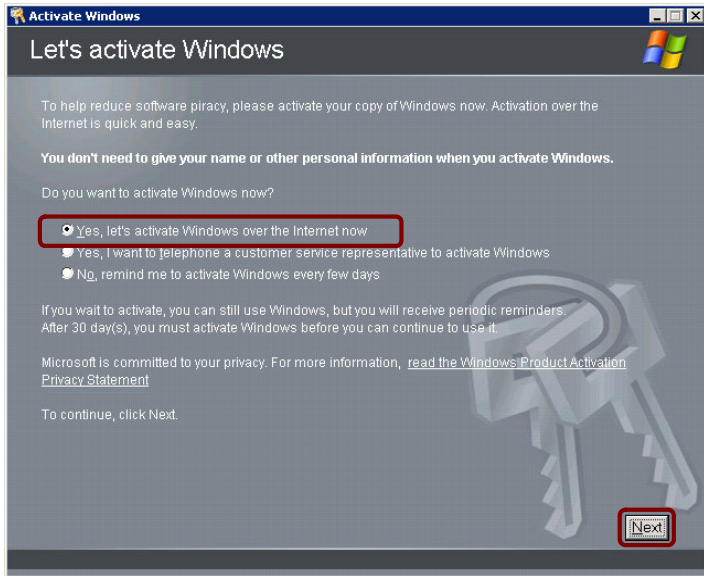 Activate Windows
Let's activate Windows
To help reduce software piracy, please activate your copy of Windows now. Activation over the
Internet is quick and easy.
You don't need to give your name or other personal information when you activate Windows.
Do you want to activate Windows now?
Yes, let's activate Windows over the Internet now
Yes, I want to telephone a customer service representative to activate Windows
No, remind me to activate Windows every few days
If you wait to activate, you can still use Windows, but you will receive periodic reminders.
After 30 day(s), you must activate Windows before you can continue to use it.
Microsoft is committed to your privacy. For more information, read the Windows Product Activation
Privacy Statement
To continue, click Next.
Next